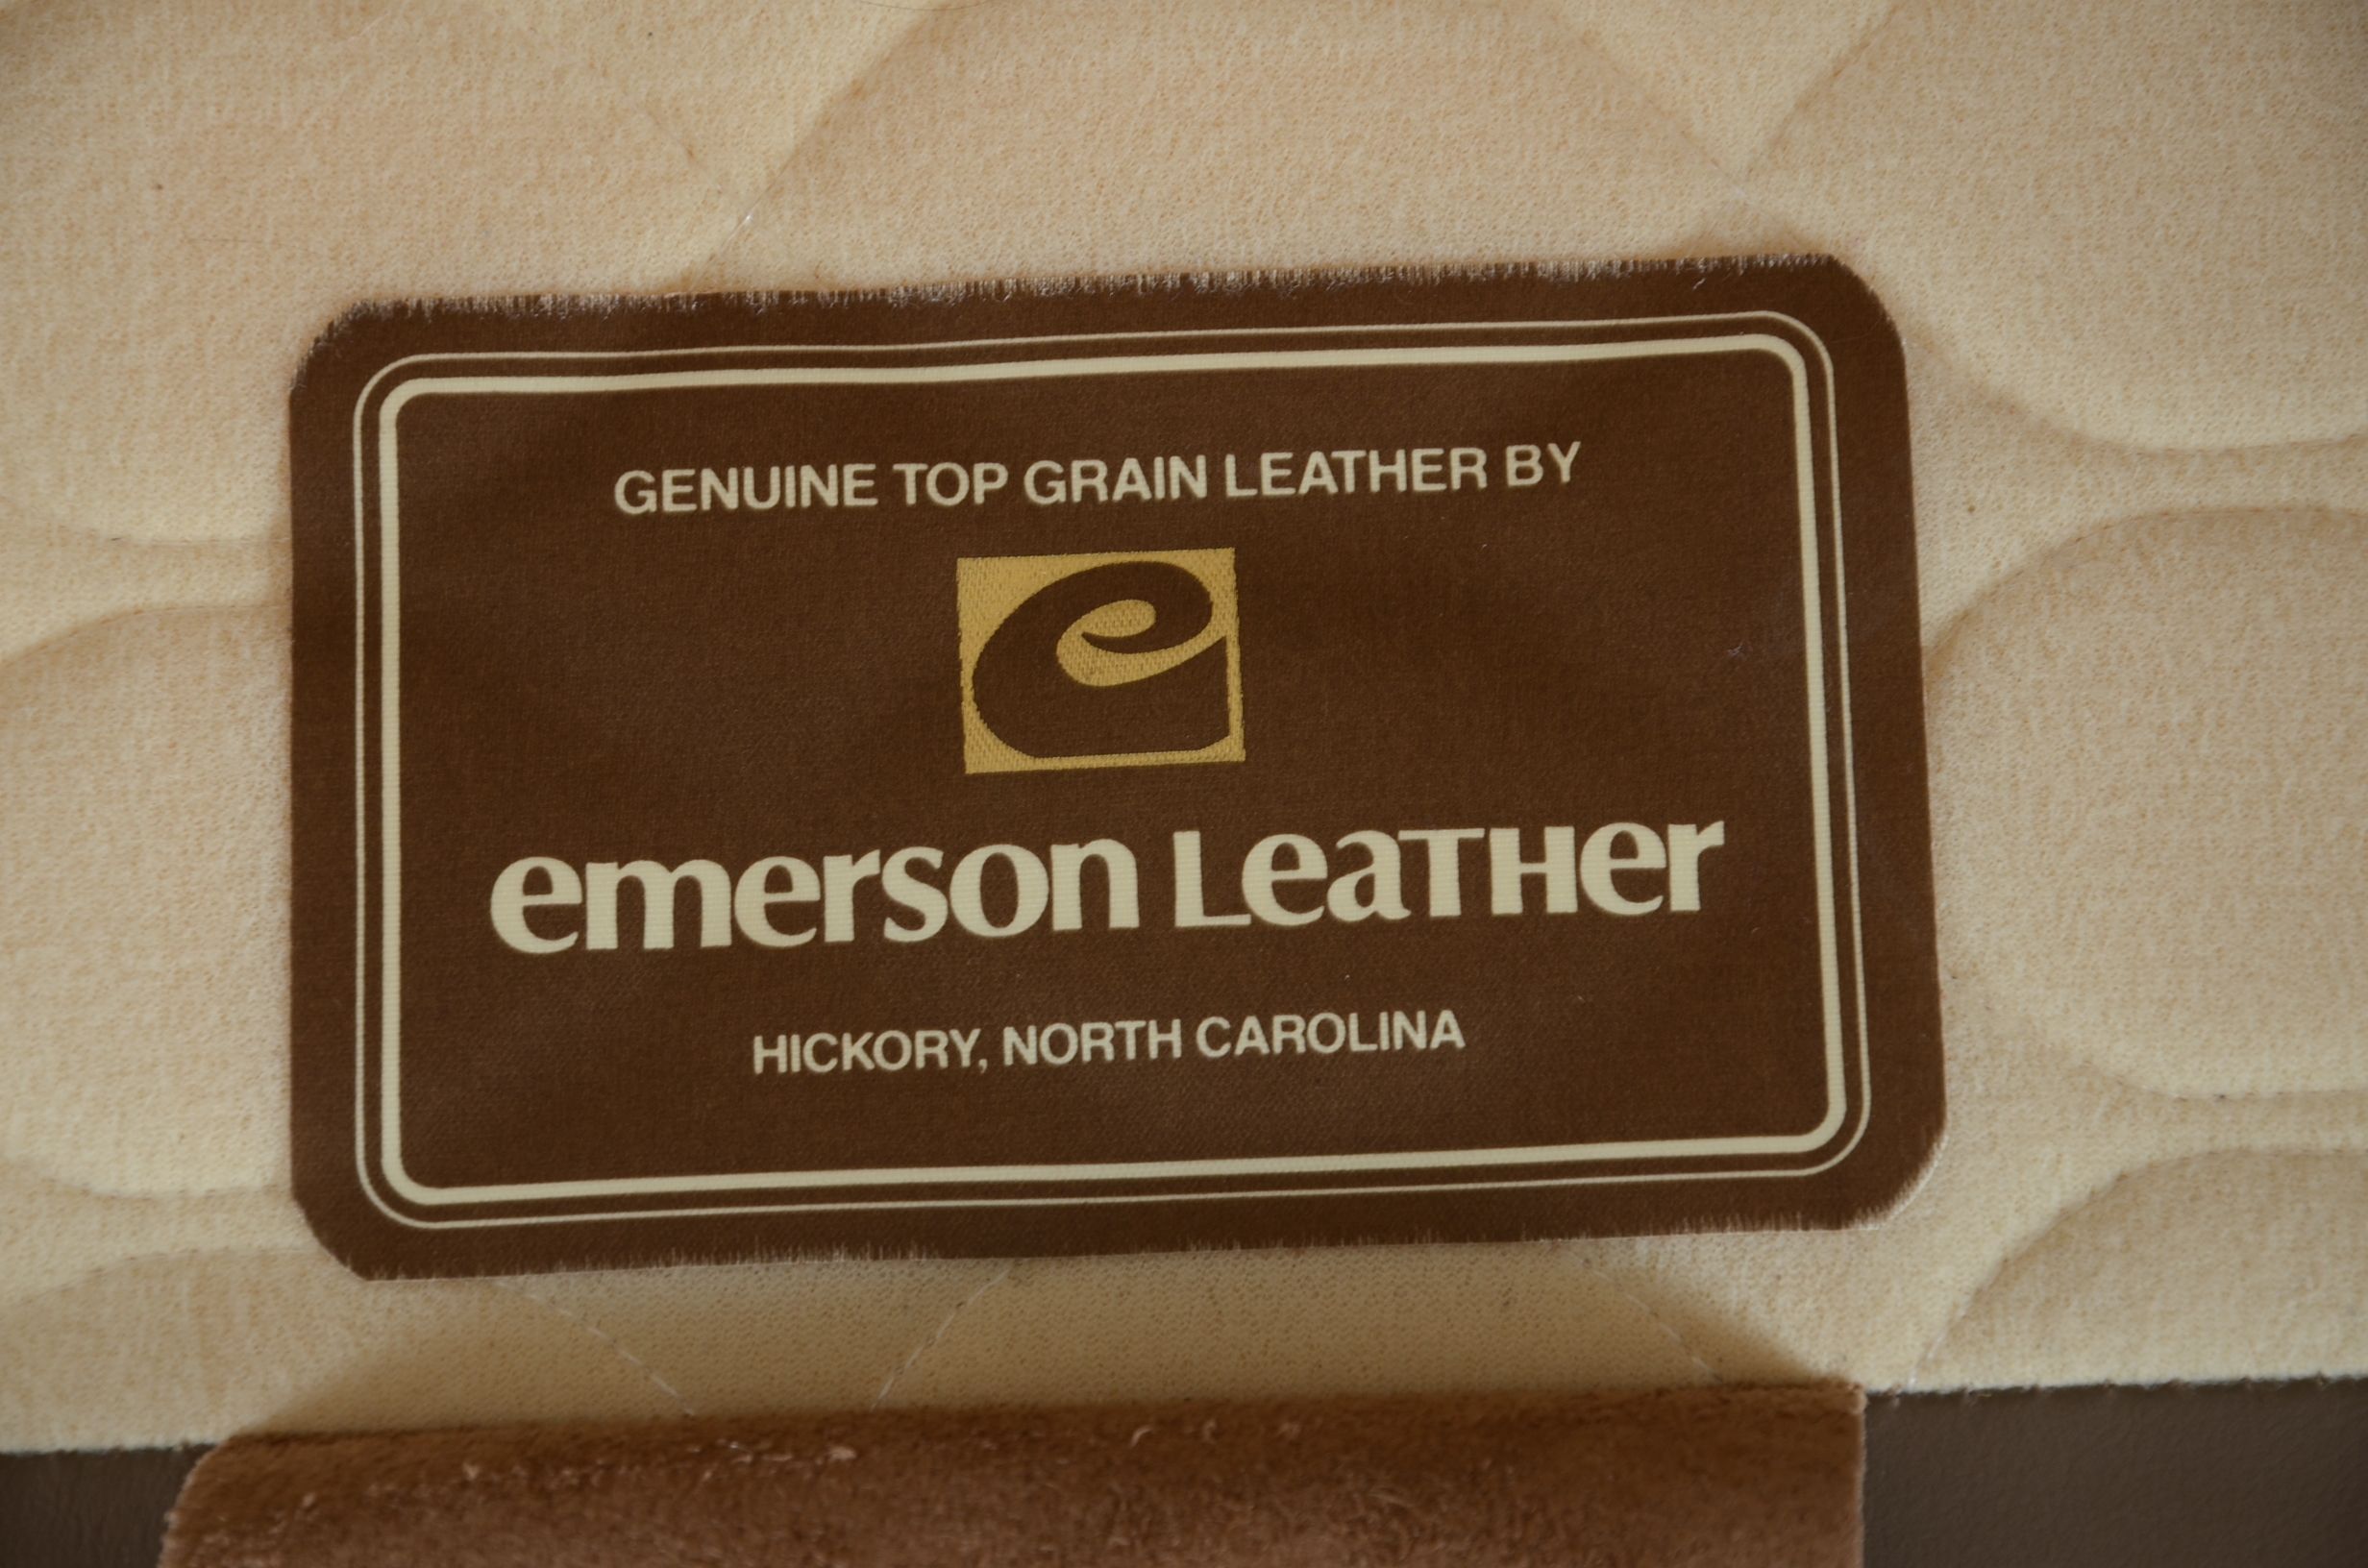 GENUINE TOP GRAIN LEATHER BY
e
emerson Leather
HICKORY, NORTH CAROLINA